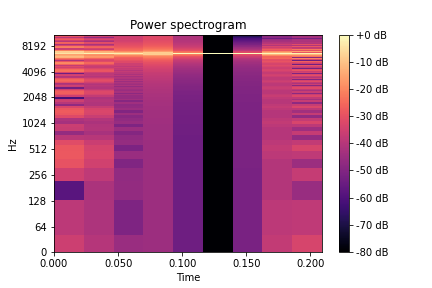 Power spectrogram
8192
4096
2048
1024
512
256
128
64
0
Hz
0.000 0.050 0.100 0.150 0.200
Time
+0 dB
-10 dB
-20 dB
-30 dB
-40 dB
-50 dB
-60 dB
-70 dB
-80 dB